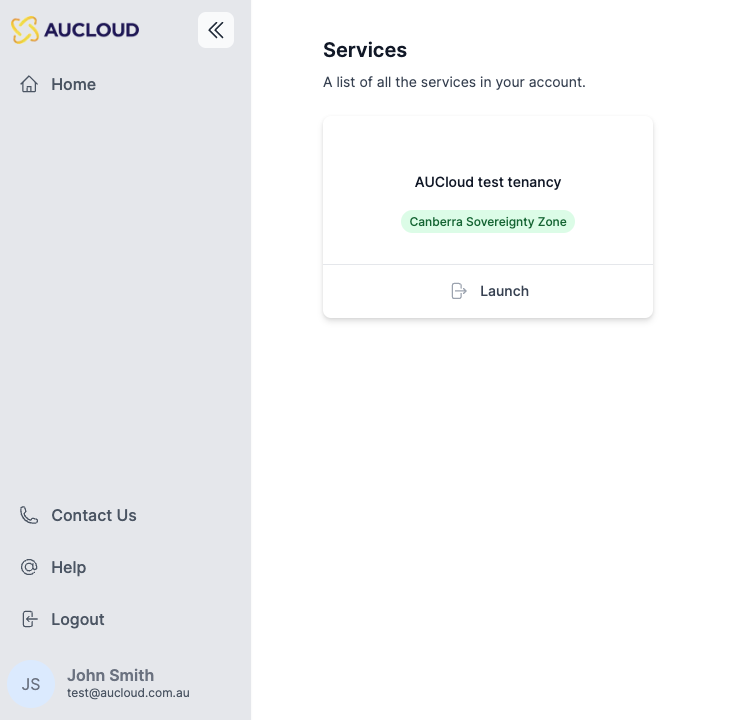 AUCLOUD
Home
Services
A list of all the services in your account.
AUCloud test tenancy
Canberra Sovereignty Zone
Launch
Contact Us
Help
Logout
JS
John Smith
test@aucloud.com.au